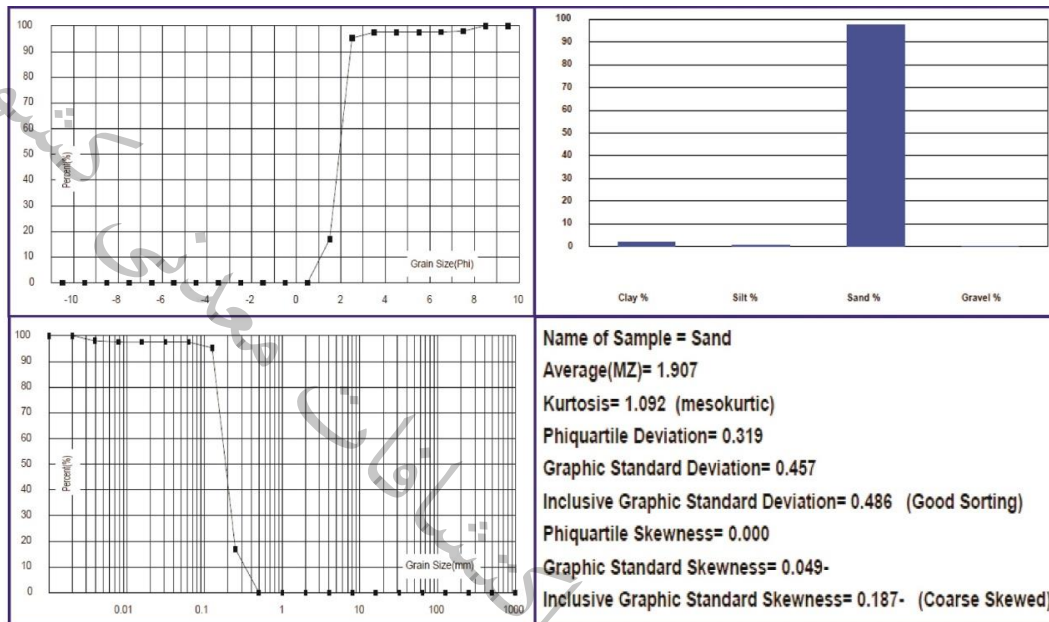 100
90
80
70
60
50
40
30
20
10
0
Percent(%)
Grain Size(Phi)
-10 -8 -6 -4 -2 0 2 4 6 8 10
100
90
80
70
60
50
40
30
20
10
0
Clay % Silt % Sand % Gravel %
100
90
80
70
60
50
40
30
20
10
0
Percent(%)
Grain Size(mm)
0.01 0.1 1 10 100 1000
Name of Sample = Sand
Average(MZ)= 1.907
Kurtosis= 1.092 (mesokurtic)
Phiquartile Deviation= 0.319
Graphic Standard Deviation= 0.457
Inclusive Graphic Standard Deviation= 0.486 (Good Sorting)
Phiquartile Skewness= 0.000
Graphic Standard Skewness= 0.049-
Inclusive Graphic Standard Skewness= 0.187- (Coarse Skewed)
معدنی
اکتشافات